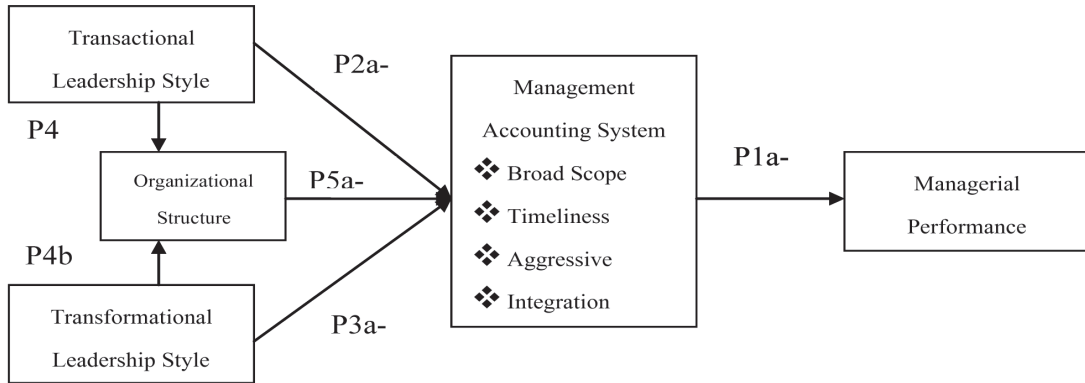 Transactional
Leadership Style
P2a-
P4
Organizational
Structure
P5a-
P4b
Transformational
Leadership Style
P3a-
Management
Accounting System
❖ Broad Scope
❖ Timeliness
❖ Aggressive
❖ Integration
P1a-
Managerial
Performance